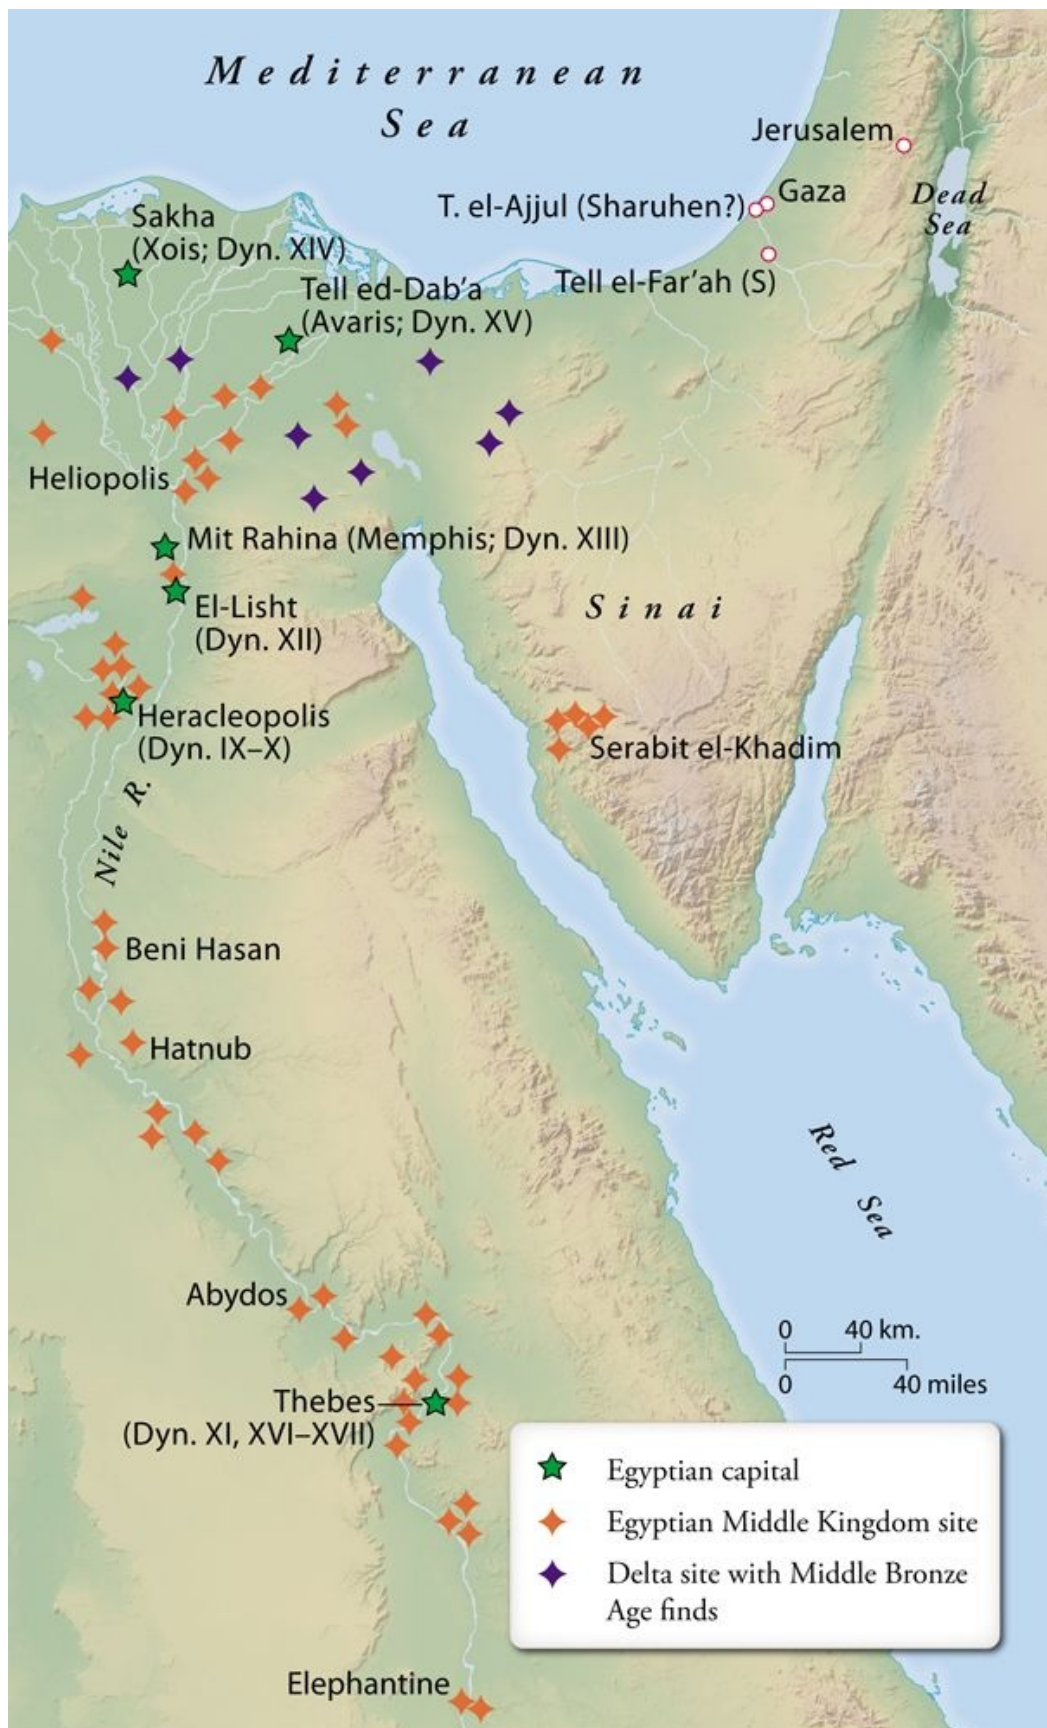 Mediterranean
Sea
Jerusalem
Gaza
T. el-Ajjul (Sharuhen?)
Dead
Sea
Sakha
(Xois; Dyn. XIV)
Tell el-Far'ah (S)
Tell ed-Dab'a
(Avaris; Dyn. XV)
Heliopolis
Mit Rahina (Memphis; Dyn. XIII)
El-Lisht
(Dyn. XII)
Sinai
Heracleopolis
(Dyn. IX–X)
Serabit el-Khadim
Nile R.
Beni Hasan
Hatnub
Red Sea
Abydos
0 40 km.
0 40 miles
Thebes
(Dyn. XI, XVI–XVII)
Egyptian capital
Egyptian Middle Kingdom site
Delta site with Middle Bronze
Age finds
Elephantine